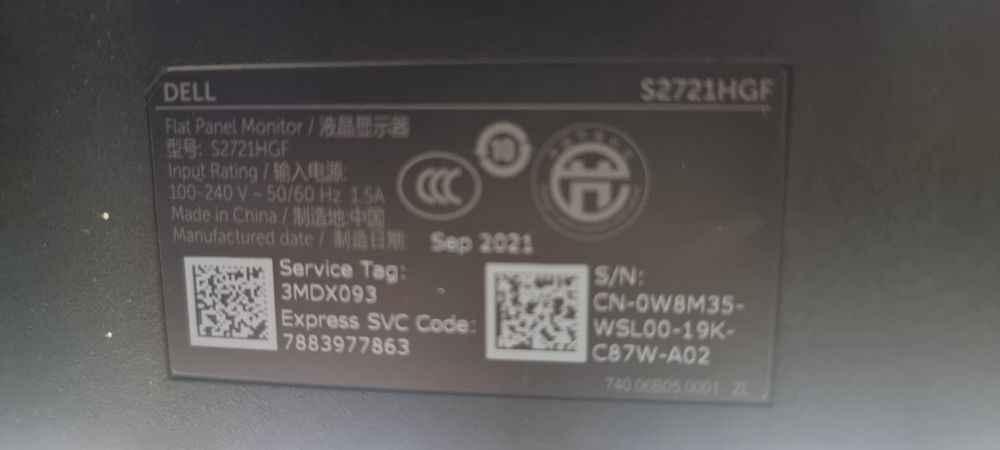 DELL S2721HGF
Flat Panel Monitor / 液晶显示器
型号: S2721HGF
Input Rating / 输入电源:
100-240 V ~ 50/60 Hz 1.5A
Made in China / 制造地:中国
Manufactured date / 制造日期: Sep 2021
10
CCC
Service Tag:
3MDX093
Express SVC Code:
7883977863
S/N:
CN-0W8M35-
WSL00-19K-
C87W-A02
740.06B05.0001 ZL